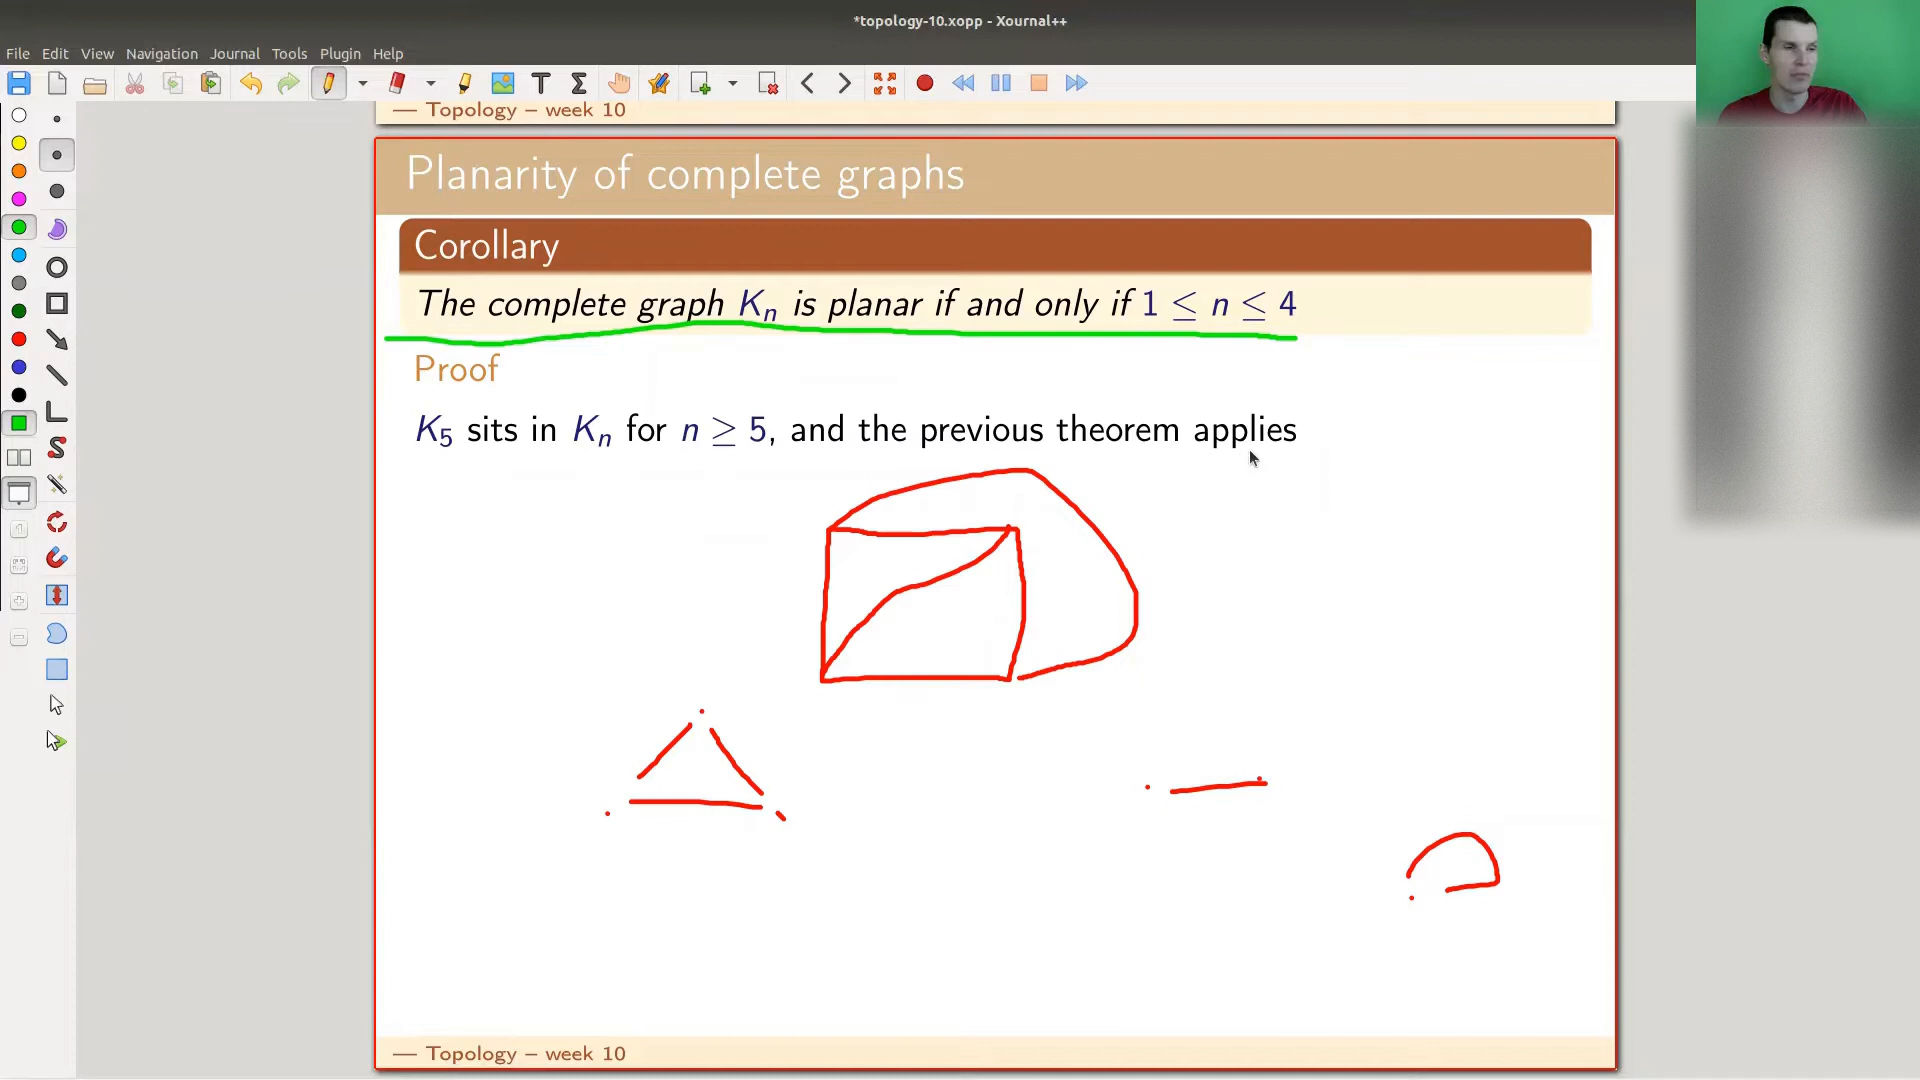 *topology-10.xopp - Xournal++
File Edit View Navigation Journal Tools Plugin Help
— Topology – week 10
Planarity of complete graphs
Corollary
The complete graph Kₙ is planar if and only if 1 ≤ n ≤ 4
Proof
K₅ sits in Kₙ for n ≥ 5, and the previous theorem applies
— Topology – week 10